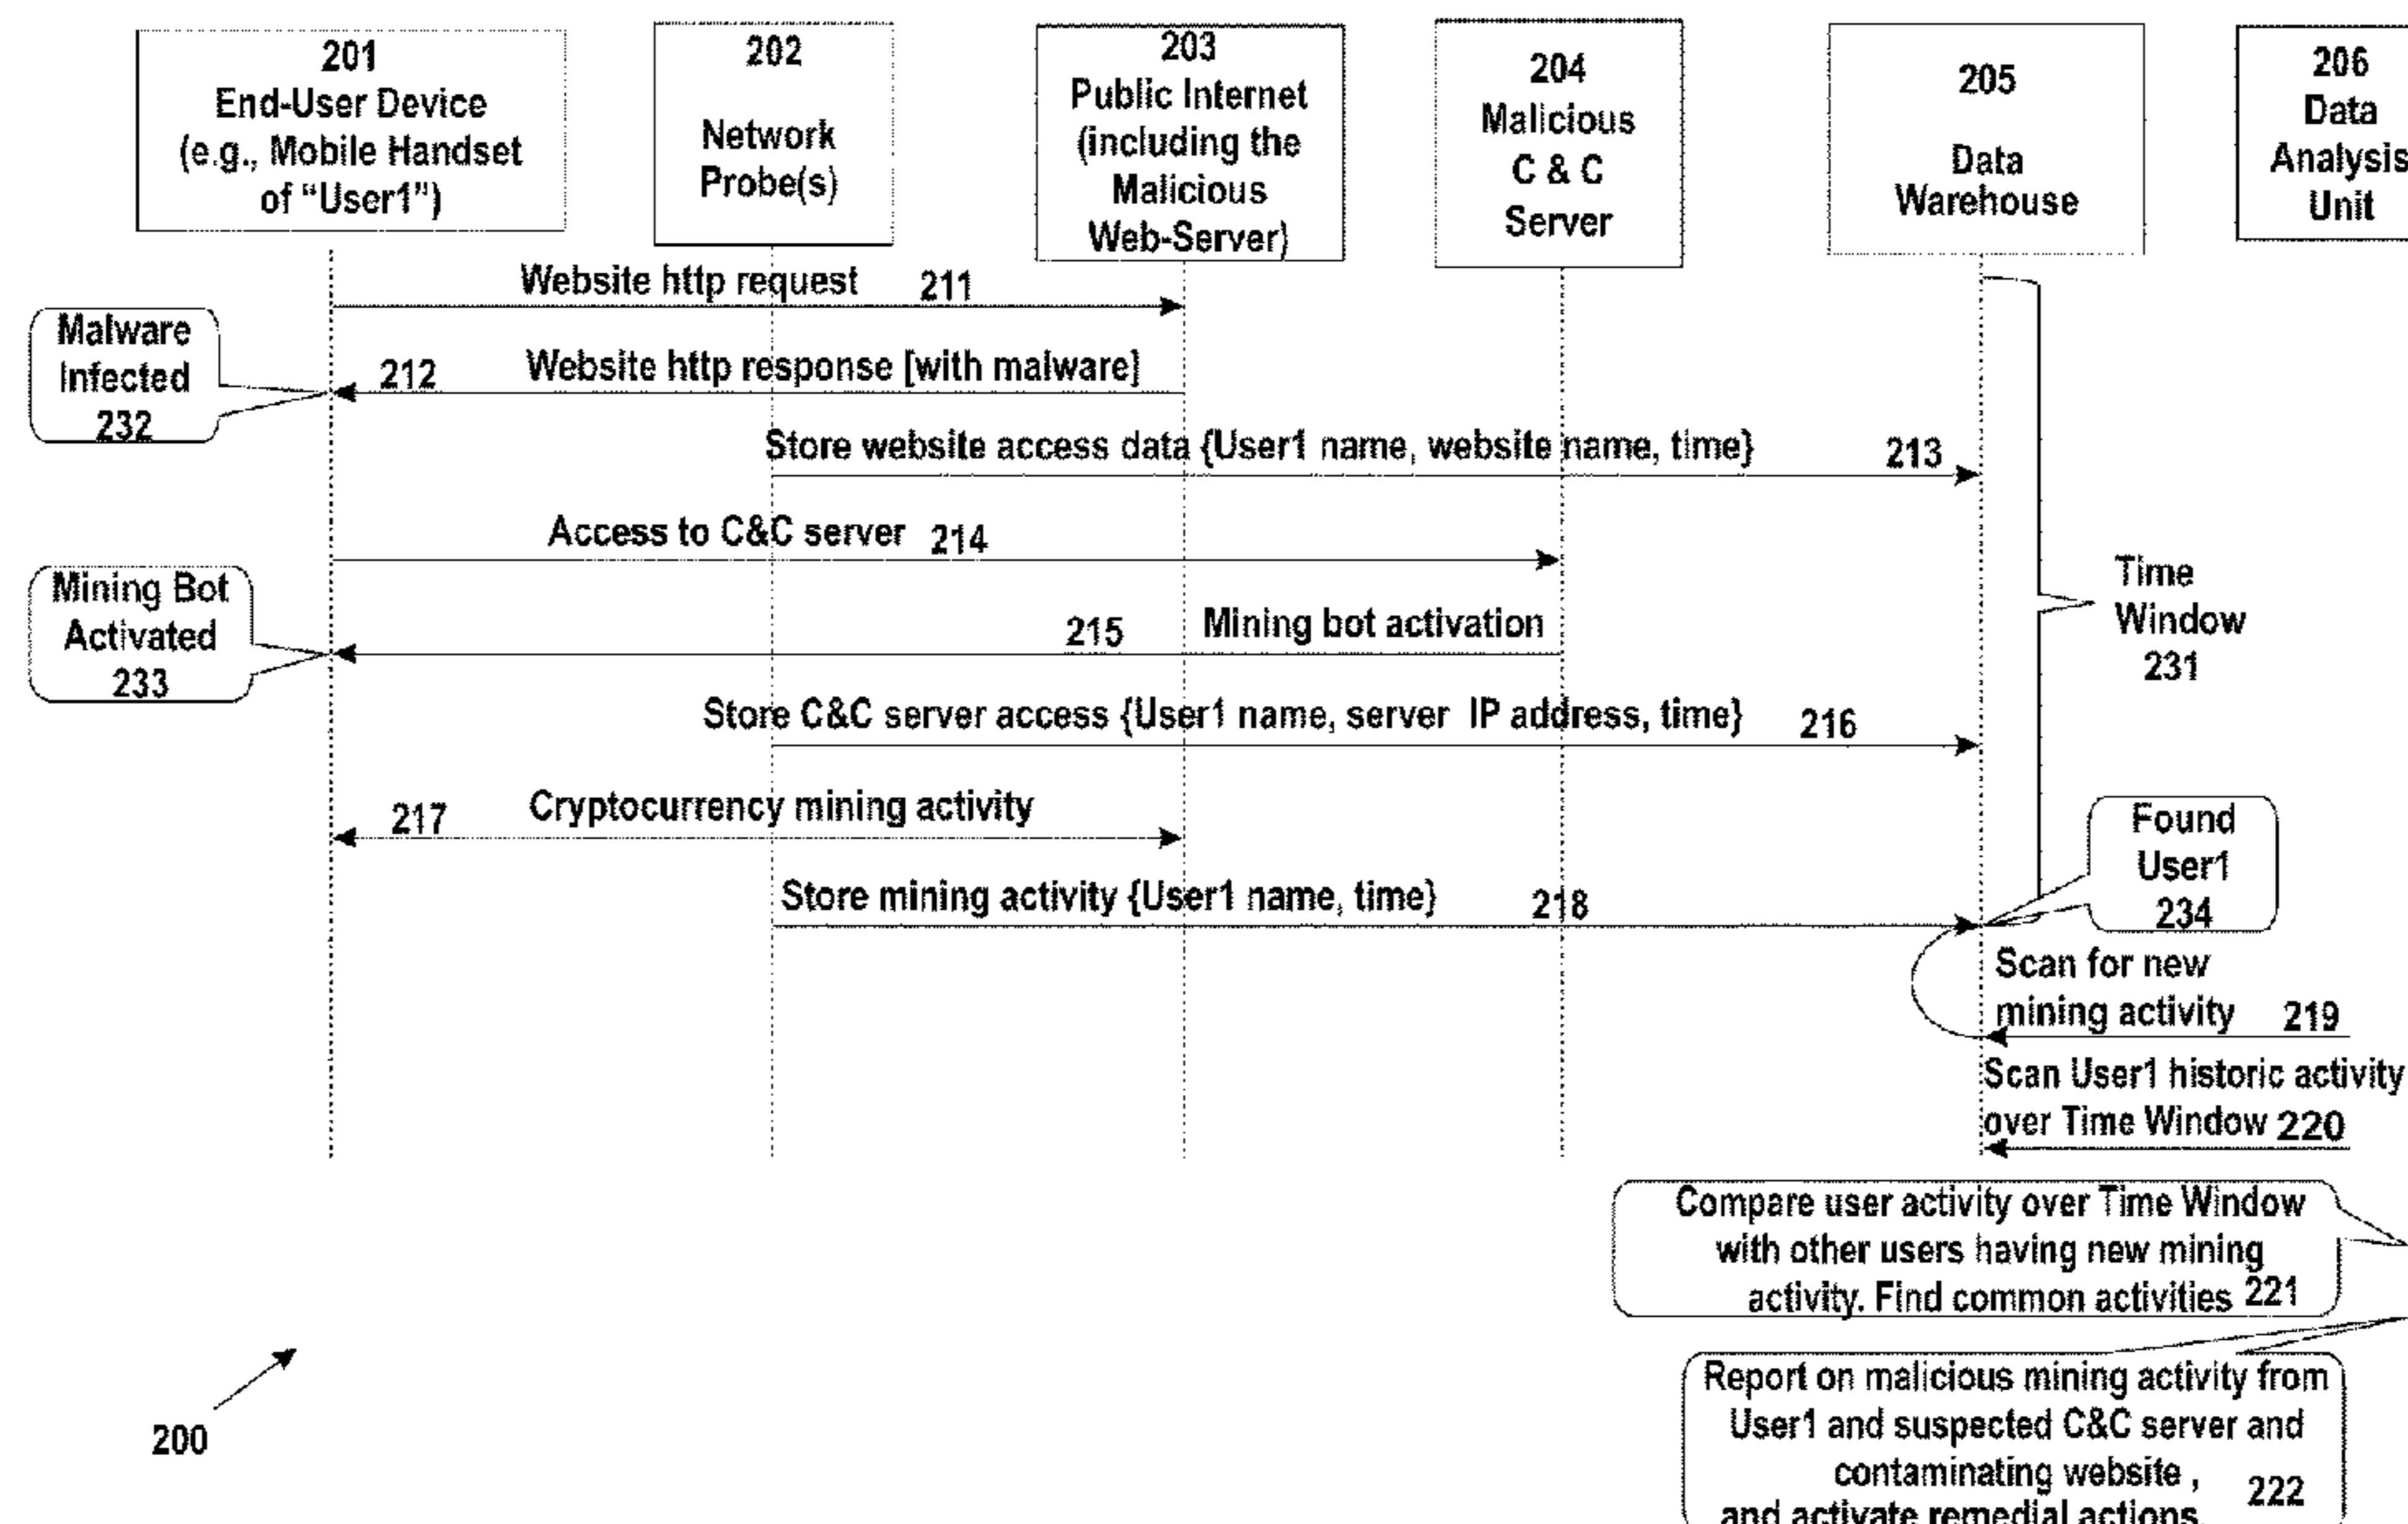 201
End-User Device
(e.g., Mobile Handset
of “User1”)
202
Network
Probe(s)
203
Public Internet
(including the
Malicious
Web-Server)
204
Malicious
C & C
Server
205
Data
Warehouse
206
Data
Analysis
Unit
Website http request 211
Malware
Infected
232
212 Website http response [with malware]
Store website access data {User1 name, website name, time} 213
Access to C&C server 214
Mining Bot
Activated
233
215 Mining bot activation
Time
Window
231
Store C&C server access {User1 name, server IP address, time} 216
217 Cryptocurrency mining activity
Found
User1
234
Store mining activity {User1 name, time} 218
Scan for new
mining activity 219
Scan User1 historic activity
over Time Window 220
Compare user activity over Time Window
with other users having new mining
activity. Find common activities 221
Report on malicious mining activity from
User1 and suspected C&C server and
contaminating website ,
222
and activate remedial actions.
200